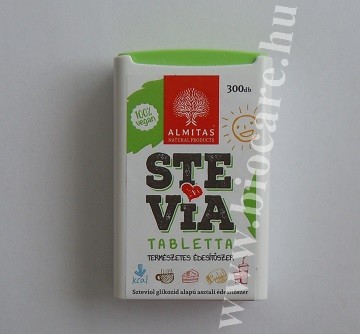 300db
100%
vegan
ALMITAS
NATURAL PRODUCTS
STE
ViA
TABLETTA
TERMÉSZETES ÉDESÍTŐSZER
kcal
Szteviol glikozid alapú asztali édesítőszer
www.biocare.hu